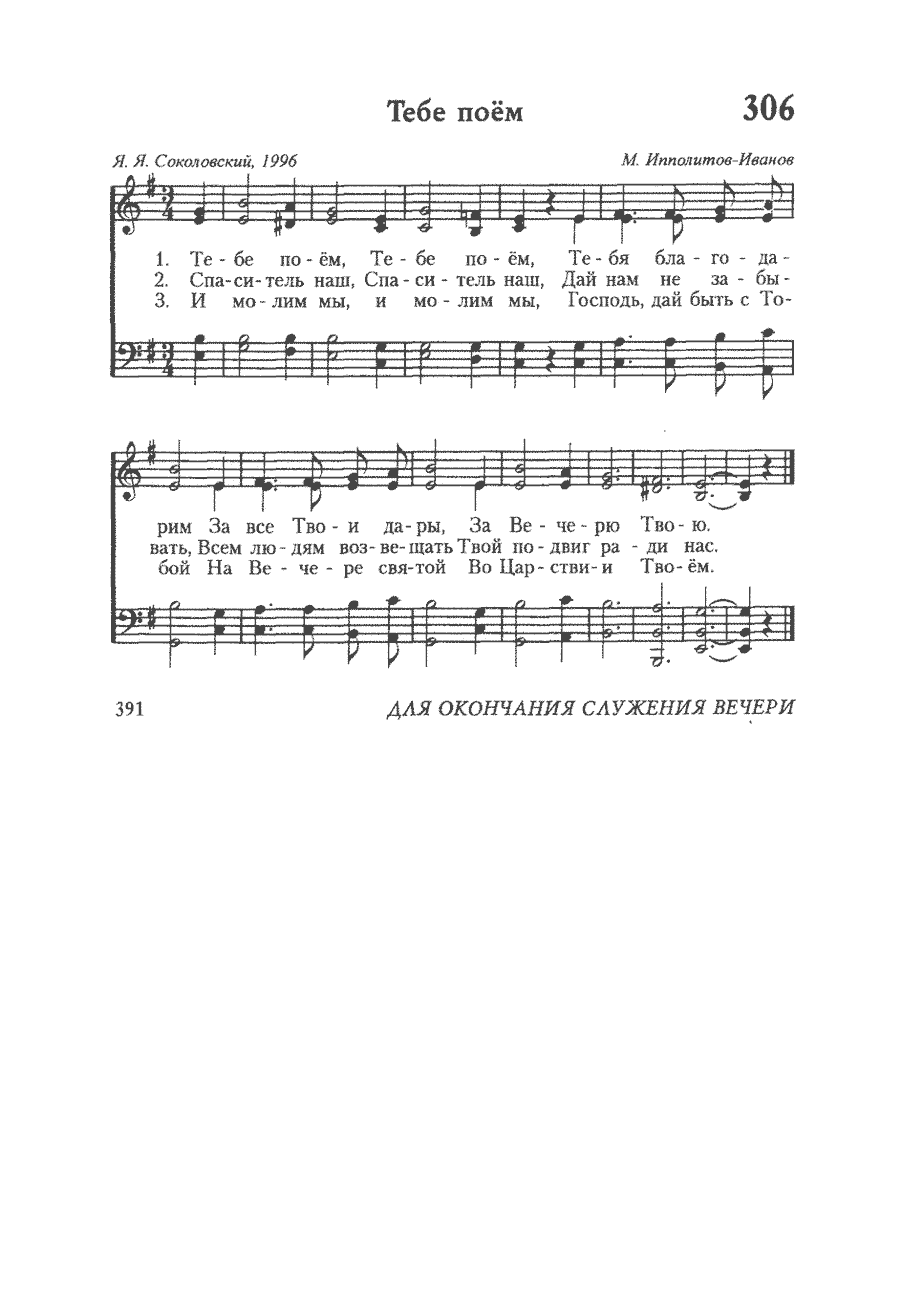 Тебе поём 306
Я. Я. Соколовский, 1996 М. Ипполитов-Иванов
1. Те - бе по - ём, Те - бе по - ём, Те - бя бла - го - да -
2. Спа-си-тель наш, Спа - си - тель наш, Дай нам не за - бы -
3. И мо - лим мы, и мо - лим мы, Господь, дай быть с То-
рим За все Тво - и да - ры, За Ве - че - рю Тво - ю.
вать, Всем лю - дям воз - ве-щать Твой по - двиг ра - ди нас.
бой На Ве - че - ре свя-той Во Цар - стви - и Тво - ём.
391 ДЛЯ ОКОНЧАНИЯ СЛУЖЕНИЯ ВЕЧЕРИ